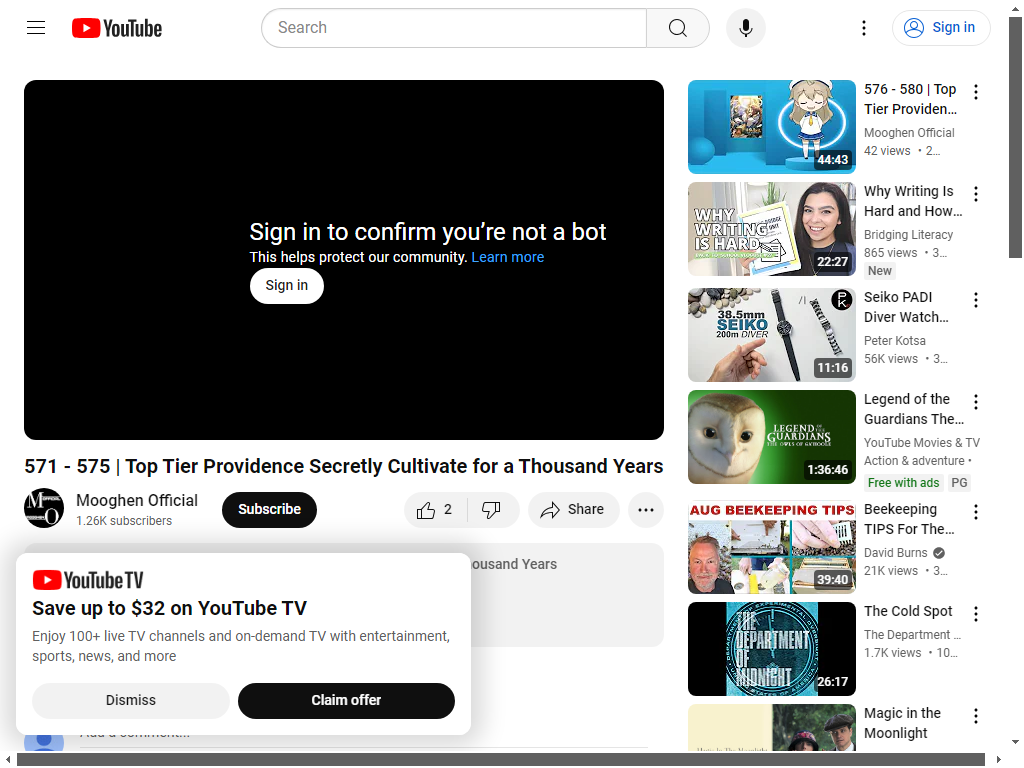 YouTube
Search
Sign in
Sign in to confirm you're not a bot
This helps protect our community. Learn more
Sign in
571 - 575 | Top Tier Providence Secretly Cultivate for a Thousand Years
Mooghen Official
1.26K subscribers
Subscribe
2
Share
ousand Years
YouTube TV
Save up to $32 on YouTube TV
Enjoy 100+ live TV channels and on-demand TV with entertainment,
sports, news, and more
Dismiss
Claim offer
Add a comment...
44:43
576 - 580 | Top
Tier Providen…
Mooghen Official
42 views • 2…
WHY
WRITING
IS HARD
22:27
Why Writing Is
Hard and How…
Bridging Literacy
865 views • 3…
New
38.5mm
SEIKO
200m DIVER
PK
11:16
Seiko PADI
Diver Watch…
Peter Kotsa
56K views • 3…
LEGEND OF THE
GUARDIANS
THE OWLS OF GA'HOOLE
1:36:46
Legend of the
Guardians The…
YouTube Movies & TV
Action & adventure •
Free with ads
PG
AUG BEEKEEPING TIPS
39:40
Beekeeping
TIPS For The…
David Burns
21K views • 3…
THE
DEPARTMENT
OF
MIDNIGHT
26:17
The Cold Spot
The Department …
1.7K views • 10…
Magic in the Moonlight
Magic in the
Moonlight